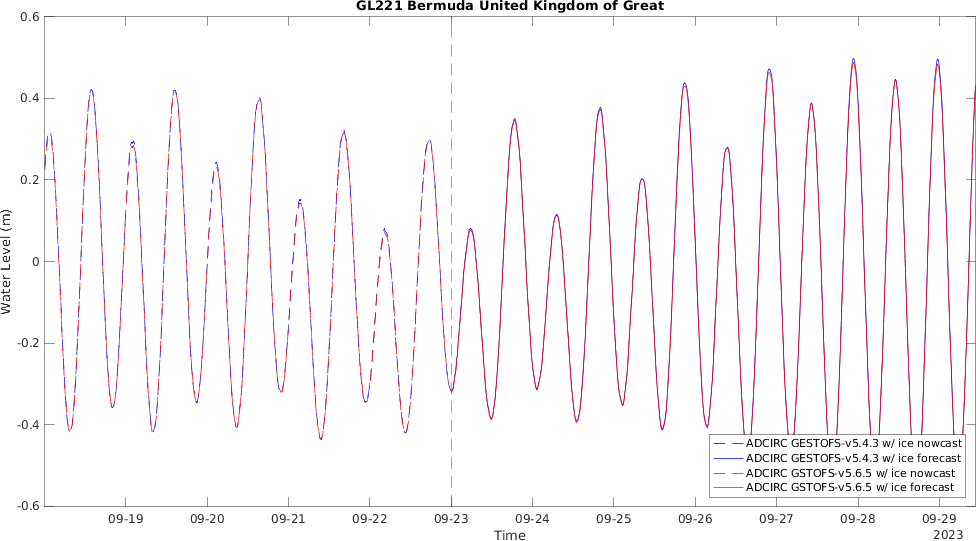 GL221 Bermuda United Kingdom of Great
0.6
0.4
0.2
0
-0.2
-0.4
-0.6
Water Level (m)
09-19 09-20 09-21 09-22 09-23 09-24 09-25 09-26 09-27 09-28 09-29
2023
Time
ADCIRC GESTOFS-v5.4.3 w/ ice nowcast
ADCIRC GESTOFS-v5.4.3 w/ ice forecast
ADCIRC GSTOFS-v5.6.5 w/ ice nowcast
ADCIRC GSTOFS-v5.6.5 w/ ice forecast